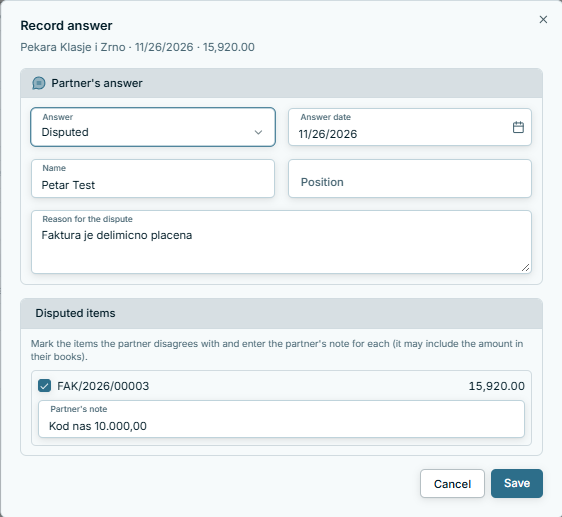 Record answer
Pekara Klasje i Zrno · 11/26/2026 · 15,920.00
Partner's answer
Answer
Disputed
Answer date
11/26/2026
Name
Petar Test
Position
Reason for the dispute
Faktura je delimicno placena
Disputed items
Mark the items the partner disagrees with and enter the partner's note for each (it may include the amount in
their books).
FAK/2026/00003 15,920.00
Partner's note
Kod nas 10.000,00
Cancel Save